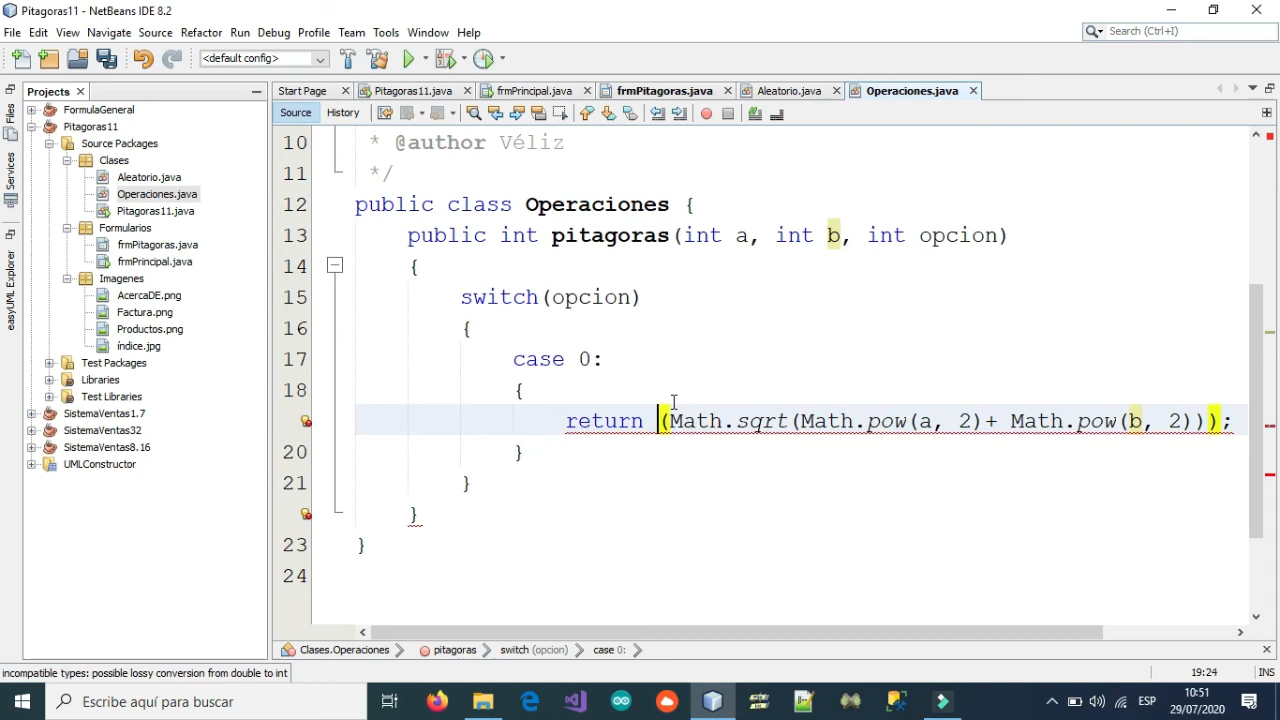 Pitagoras11 - NetBeans IDE 8.2
File Edit View Navigate Source Refactor Run Debug Profile Team Tools Window Help
Search (Ctrl+I)
<default config>
Projects
Start Page Pitagoras11.java frmPrincipal.java frmPitagoras.java Aleatorio.java Operaciones.java
Source History
Files
Services
easyUML Explorer
FormulaGeneral
Pitagoras11
Source Packages
Clases
Aleatorio.java
Operaciones.java
Pitagoras11.java
Formularios
frmPitagoras.java
frmPrincipal.java
Imagenes
AcercaDE.png
Factura.png
Productos.png
índice.jpg
Test Packages
Libraries
Test Libraries
SistemaVentas1.7
SistemaVentas32
SistemaVentas8.16
UMLConstructor
10 * @author Véliz
11 */
12 public class Operaciones {
13 public int pitagoras(int a, int b, int opcion)
14 {
15 switch(opcion)
16 {
17 case 0:
18 {
return (Math.sqrt(Math.pow(a, 2)+ Math.pow(b, 2)));
20 }
21 }
}
23 }
24
Clases.Operaciones pitagoras switch (opcion) case 0:
incompatible types: possible lossy conversion from double to int
19:24 INS
Escribe aquí para buscar
ESP
10:51
29/07/2020